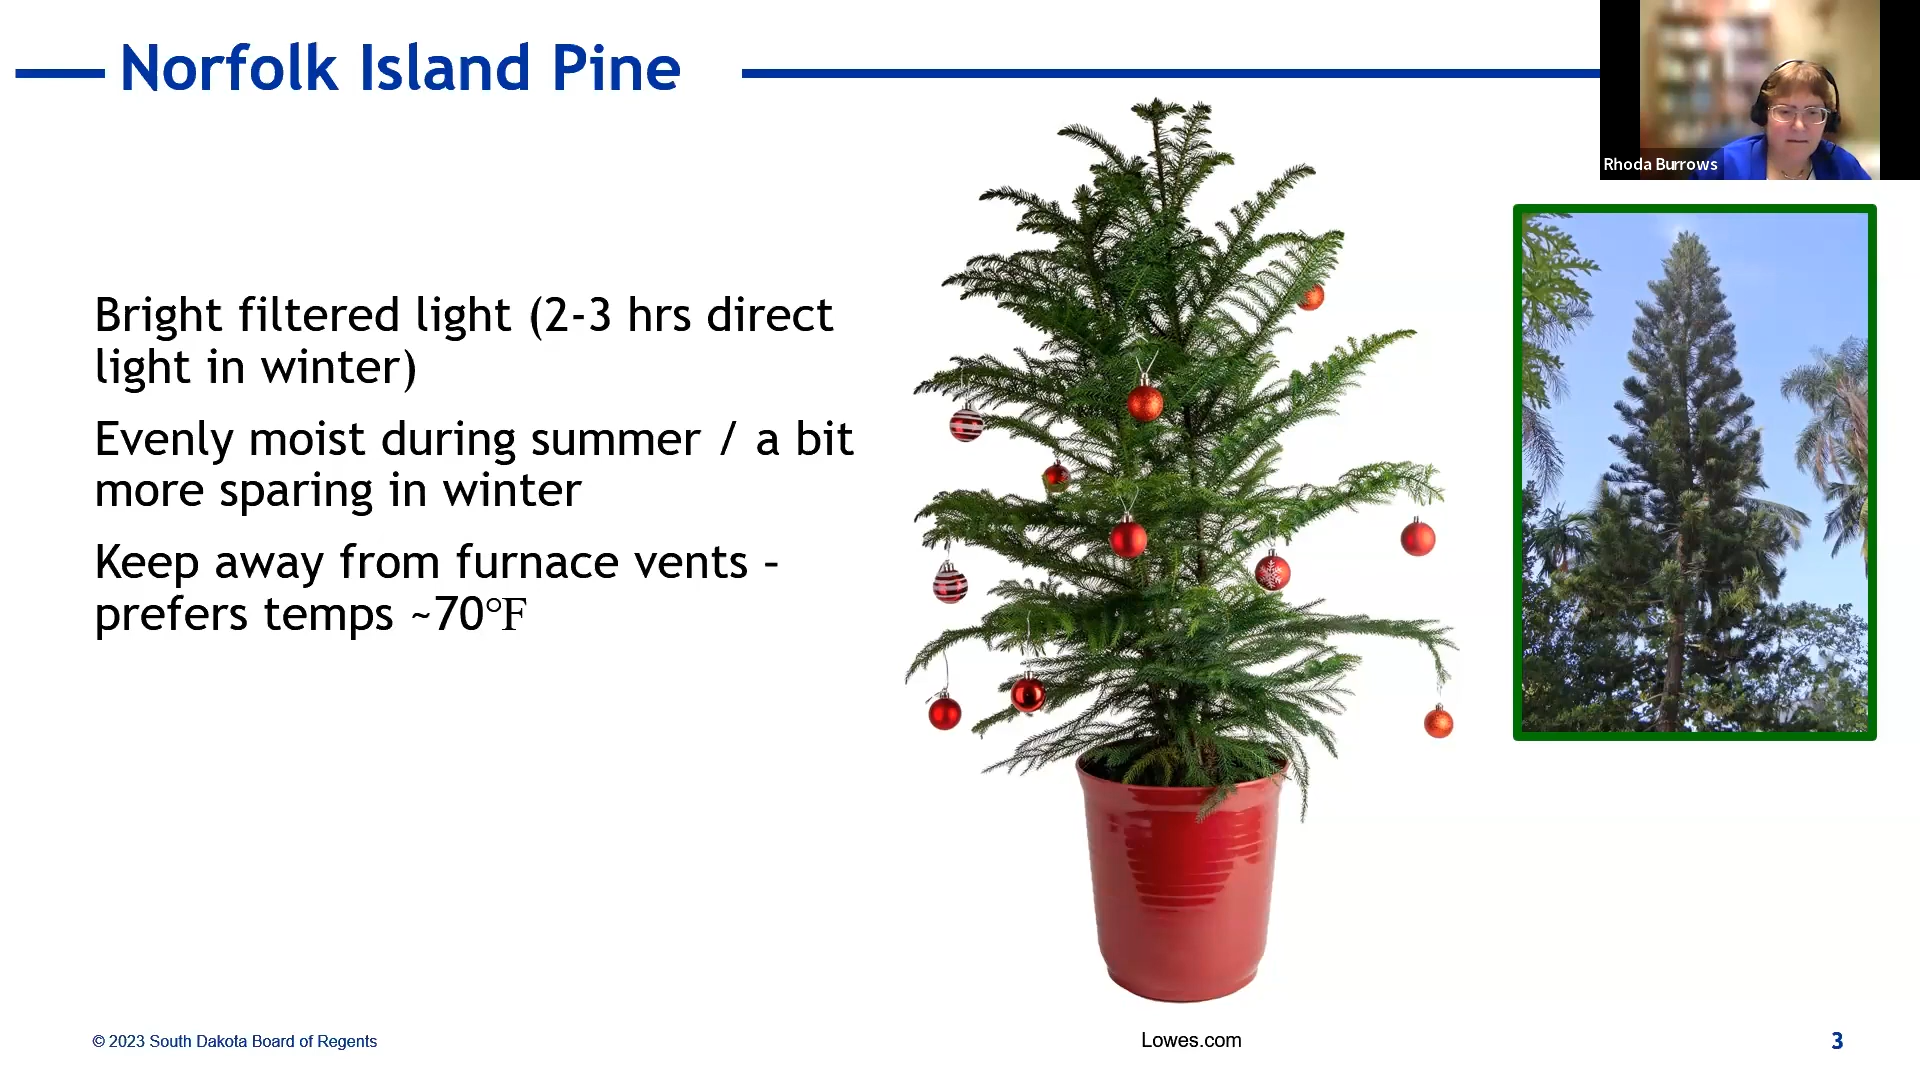 Norfolk Island Pine
Rhoda Burrows
Bright filtered light (2-3 hrs direct
light in winter)
Evenly moist during summer / a bit
more sparing in winter
Keep away from furnace vents –
prefers temps ~70°F
© 2023 South Dakota Board of Regents
Lowes.com
3